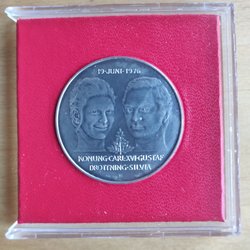 19·JUNI·1976
KONUNG·CARL XVI·GUSTAF
DROTTNING·SILVIA